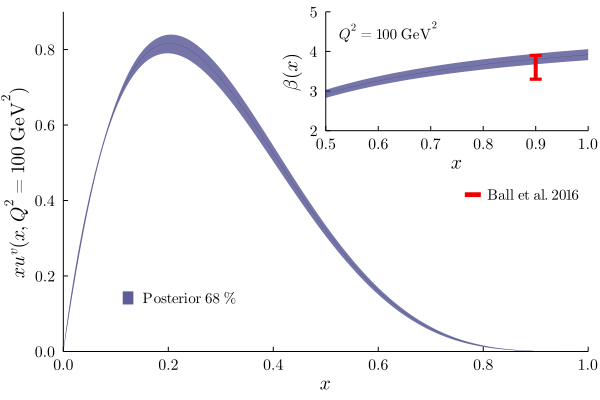 xuᵛ(x, Q² = 100 GeV²)
0.8
0.6
0.4
0.2
0.0
0.0 0.2 0.4 0.6 0.8 1.0
x
Posterior 68 %
β(x)
5
4
3
2
Q² = 100 GeV²
0.5 0.6 0.7 0.8 0.9 1.0
x
Ball et al. 2016